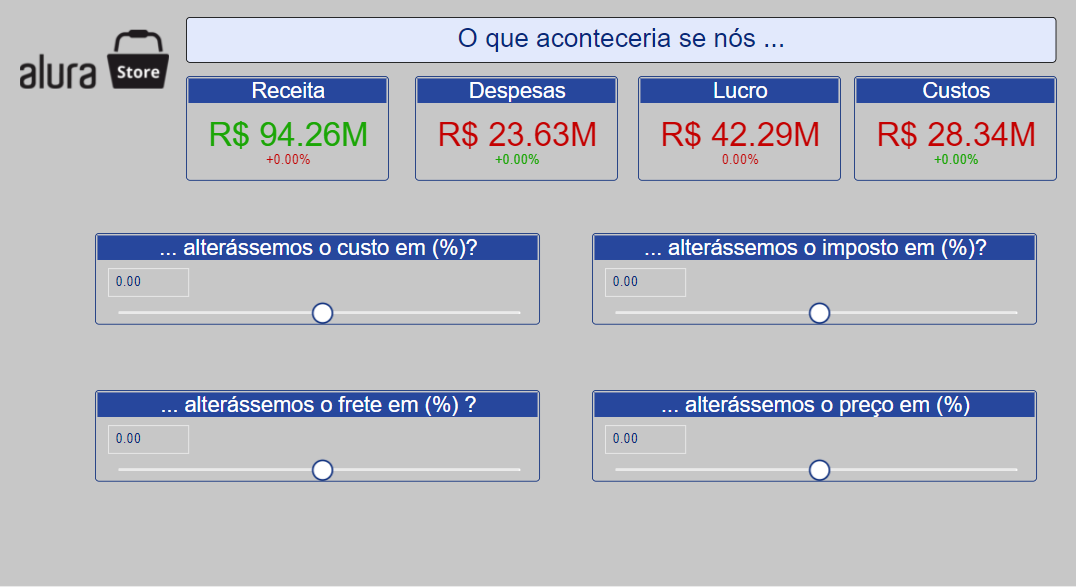 O que aconteceria se nós ...
alura Store
Receita Despesas Lucro Custos
R$ 94.26M R$ 23.63M R$ 42.29M R$ 28.34M
+0.00% +0.00% 0.00% +0.00%
... alterássemos o custo em (%)?
0.00
... alterássemos o imposto em (%)?
0.00
... alterássemos o frete em (%) ?
0.00
... alterássemos o preço em (%)
0.00